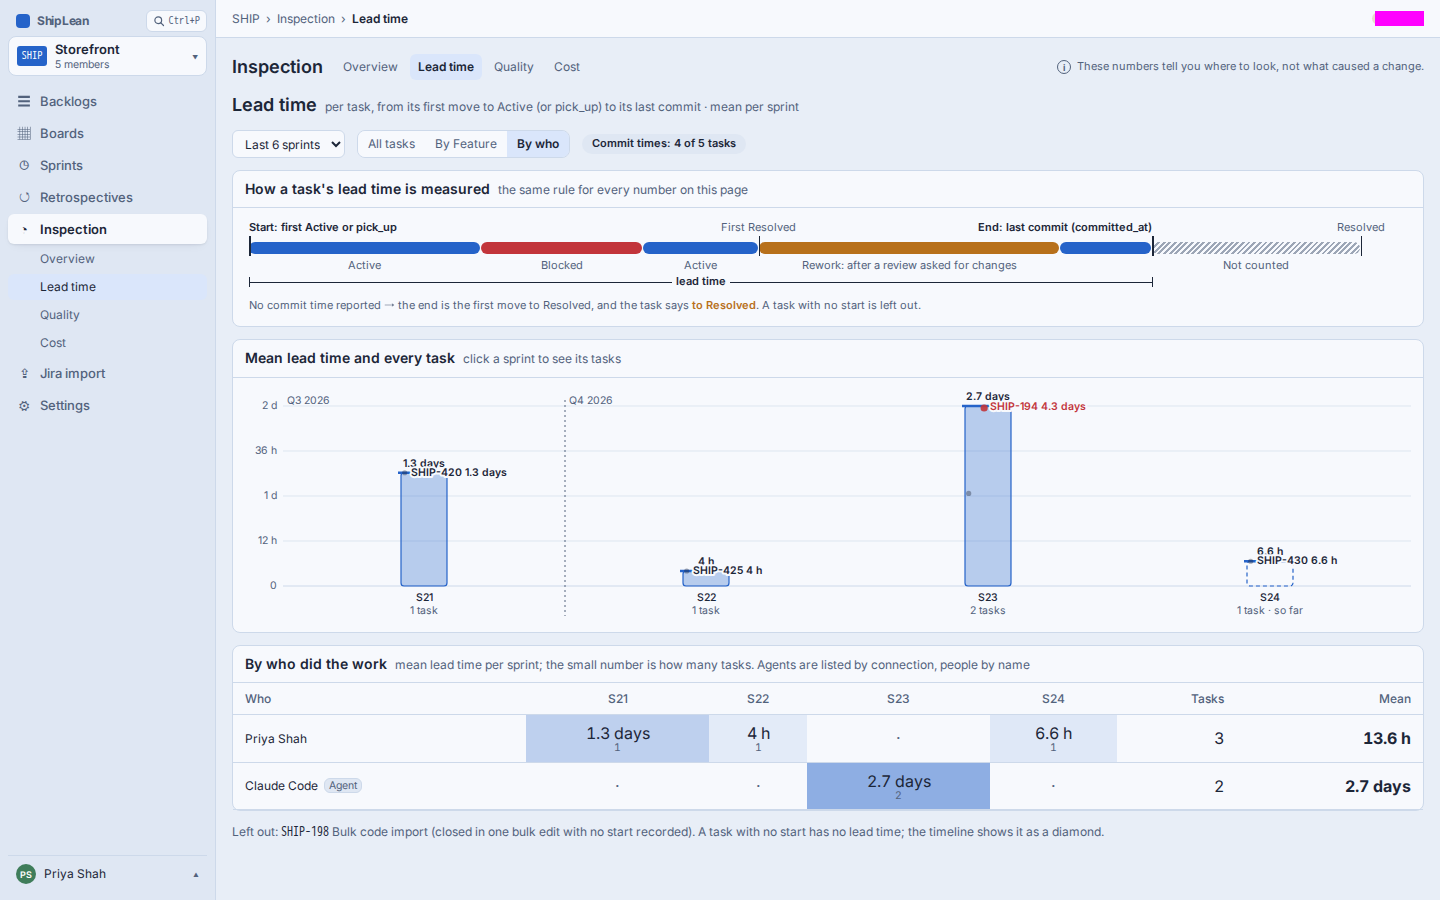 ShipLean
Ctrl+P
SHIP
Storefront
5 members
Backlogs
Boards
Sprints
Retrospectives
Inspection
Overview
Lead time
Quality
Cost
Jira import
Settings
PS Priya Shah
SHIP › Inspection › Lead time
Inspection Overview Lead time Quality Cost
These numbers tell you where to look, not what caused a change.
Lead time per task, from its first move to Active (or pick_up) to its last commit · mean per sprint
Last 6 sprints All tasks By Feature By who Commit times: 4 of 5 tasks
How a task's lead time is measured the same rule for every number on this page
Start: first Active or pick_up First Resolved End: last commit (committed_at) Resolved
Active Blocked Active Rework: after a review asked for changes Not counted
lead time
No commit time reported → the end is the first move to Resolved, and the task says to Resolved. A task with no start is left out.
Mean lead time and every task click a sprint to see its tasks
Q3 2026 Q4 2026
2 d
36 h
1 d
12 h
0
1.3 days
SHIP-420 1.3 days
4 h
SHIP-425 4 h
2.7 days
SHIP-194 4.3 days
6.6 h
SHIP-430 6.6 h
S21 S22 S23 S24
1 task 1 task 2 tasks 1 task · so far
By who did the work mean lead time per sprint; the small number is how many tasks. Agents are listed by connection, people by name
Who S21 S22 S23 S24 Tasks Mean
Priya Shah 1.3 days 4 h · 6.6 h 3 13.6 h
1 1 1
Claude Code Agent · · 2.7 days · 2 2.7 days
2
Left out: SHIP-198 Bulk code import (closed in one bulk edit with no start recorded). A task with no start has no lead time; the timeline shows it as a diamond.